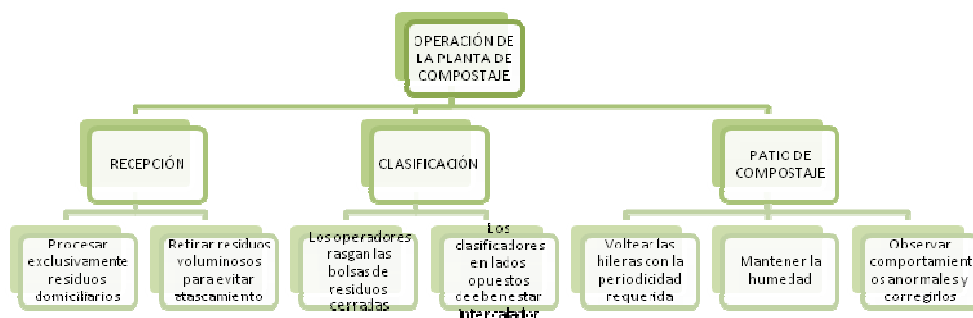 OPERACIÓN DE
LA PLANTA DE
COMPOSTAJE
RECEPCIÓN
CLASIFICACIÓN
PATIO DE
COMPOSTAJE
Procesar
exclusivamente
residuos
domiciliarios
Retirar residuos
voluminosos
para evitar
atascamiento
Los operadores
rasgan las
bolsas de
residuos
cerradas
Los
clasificadores
en lados
opuestos
deeben estar
intercalados
Voltear las
hileras con la
periodicidad
requerida
Mantener la
humedad
Observar
comportamient
os anormales y
corregirlos